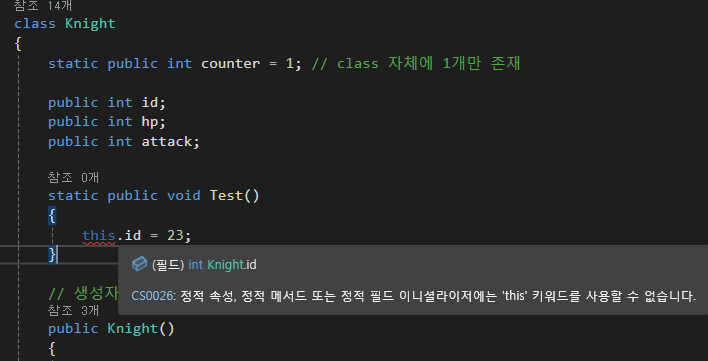 참조 14개
class Knight
{
static public int counter = 1; // class 자체에 1개만 존재
public int id;
public int hp;
public int attack;
참조 0개
static public void Test()
{
this.id = 23;
}
(필드) int Knight.id
CS0026: 정적 속성, 정적 메서드 또는 정적 필드 이니셜라이저에는 'this' 키워드를 사용할 수 없습니다.
// 생성자
참조 3개
public Knight()
{